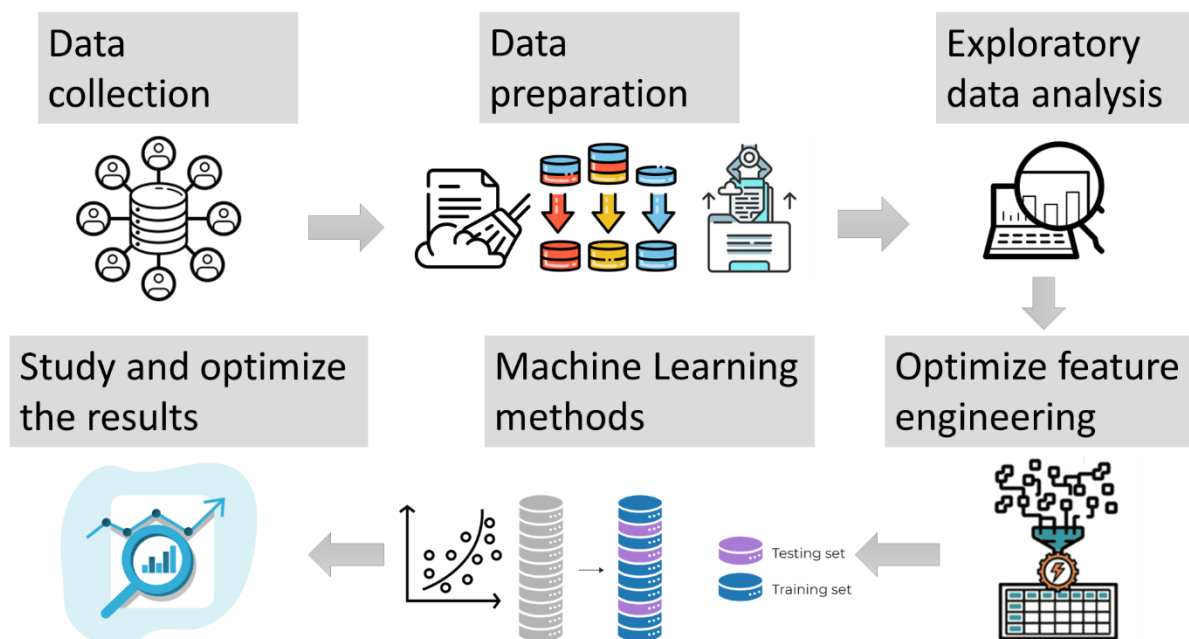 Data
collection
Data
preparation
Exploratory
data analysis
Study and optimize
the results
Machine Learning
methods
Optimize feature
engineering
Testing set
Training set